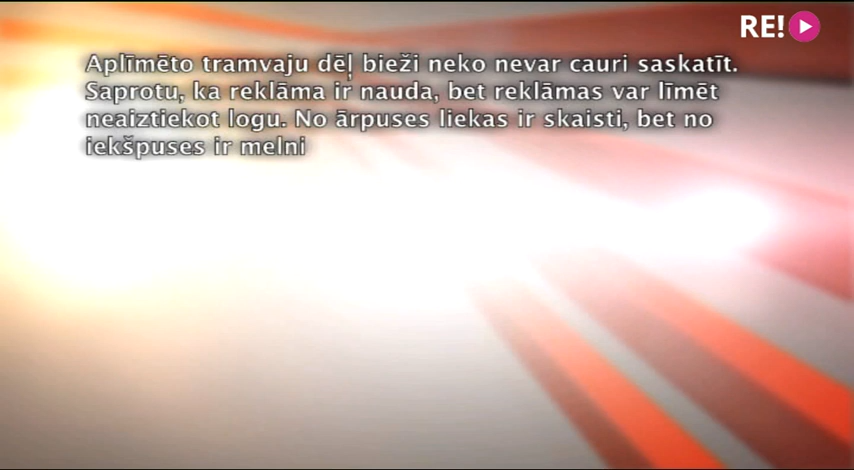 RE!
Aplīmēto tramvaju dēļ bieži neko nevar cauri saskatīt.
Saprotu, ka reklāma ir nauda, bet reklāmas var līmēt
neaiztiekot logu. No ārpuses liekas ir skaisti, bet no
iekšpuses ir melni